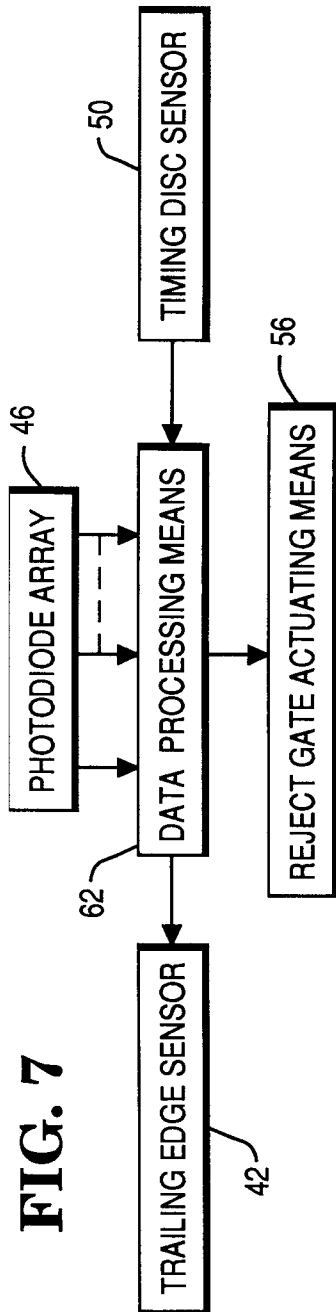 FIG. 7
PHOTODIODE ARRAY
46
TRAILING EDGE SENSOR
42
62
DATA PROCESSING MEANS
TIMING DISC SENSOR
50
REJECT GATE ACTUATING MEANS
56